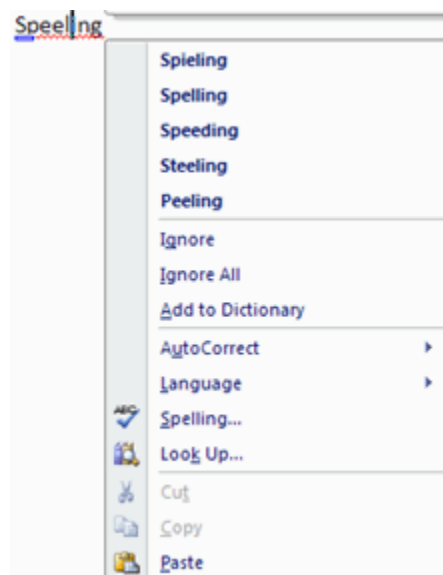 Speeling
Spieling
Spelling
Speeding
Steeling
Peeling
Ignore
Ignore All
Add to Dictionary
AutoCorrect
Language
ABC Spelling...
Look Up...
Cut
Copy
Paste